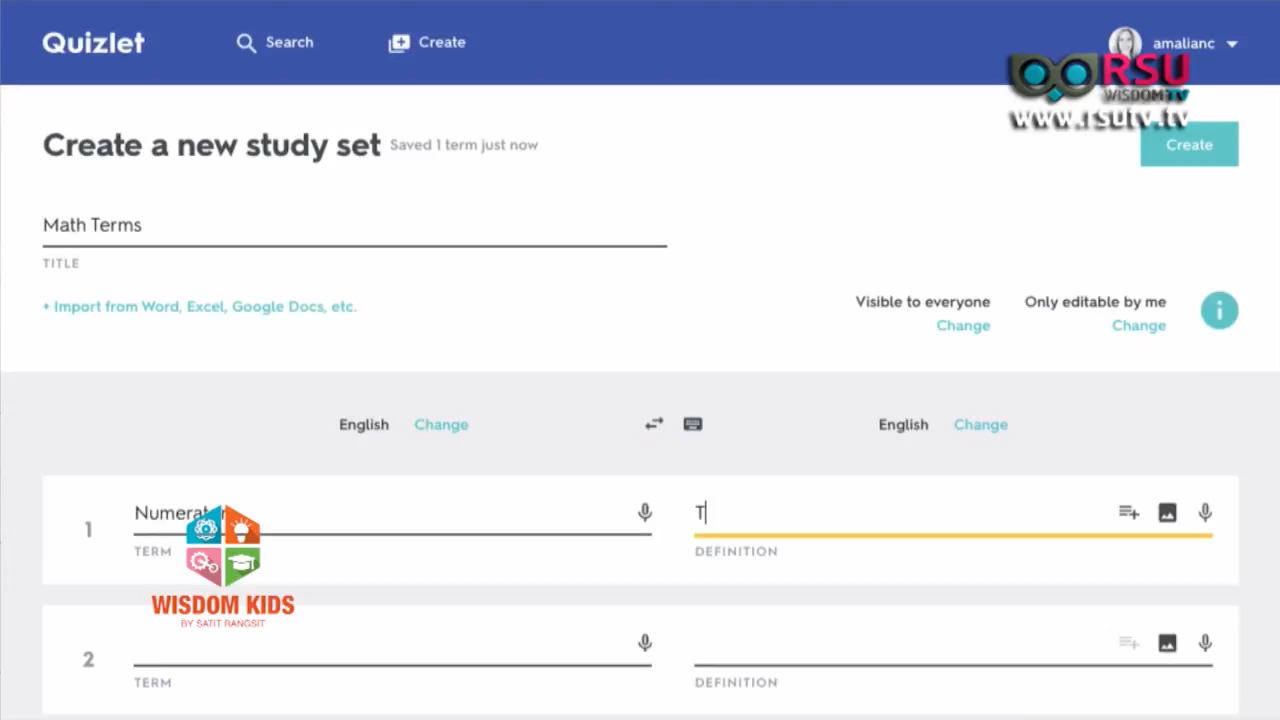 Quizlet
Search
Create
amalianc
RSU
WISDOM TV
www.rsutv.tv
Create a new study set
Saved 1 term just now
Create
Math Terms
TITLE
+ Import from Word, Excel, Google Docs, etc.
Visible to everyone
Only editable by me
Change
Change
English
Change
English
Change
1
Numerator
T
TERM
DEFINITION
WISDOM KIDS
BY SATIT RANGSIT
2
TERM
DEFINITION